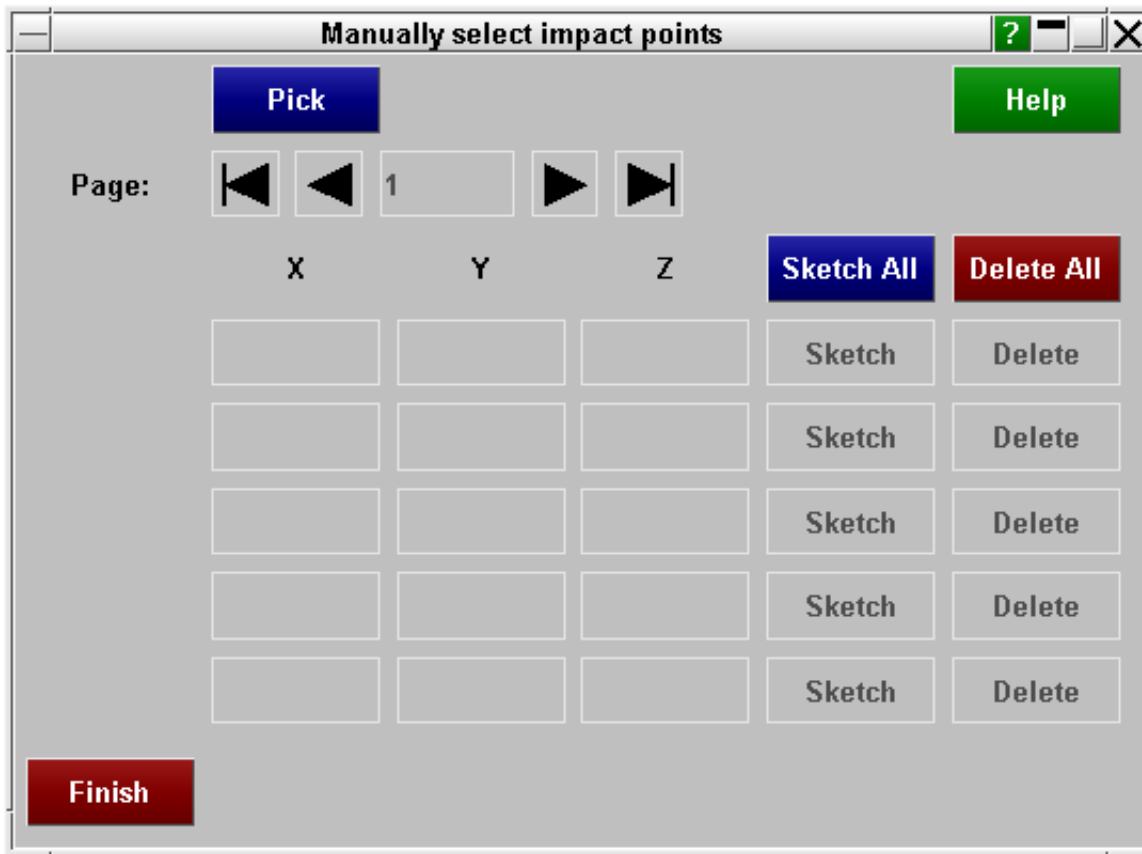 Manually select impact points ?
Pick Help
Page: 1
X Y Z Sketch All Delete All
Sketch Delete
Sketch Delete
Sketch Delete
Sketch Delete
Sketch Delete
Finish